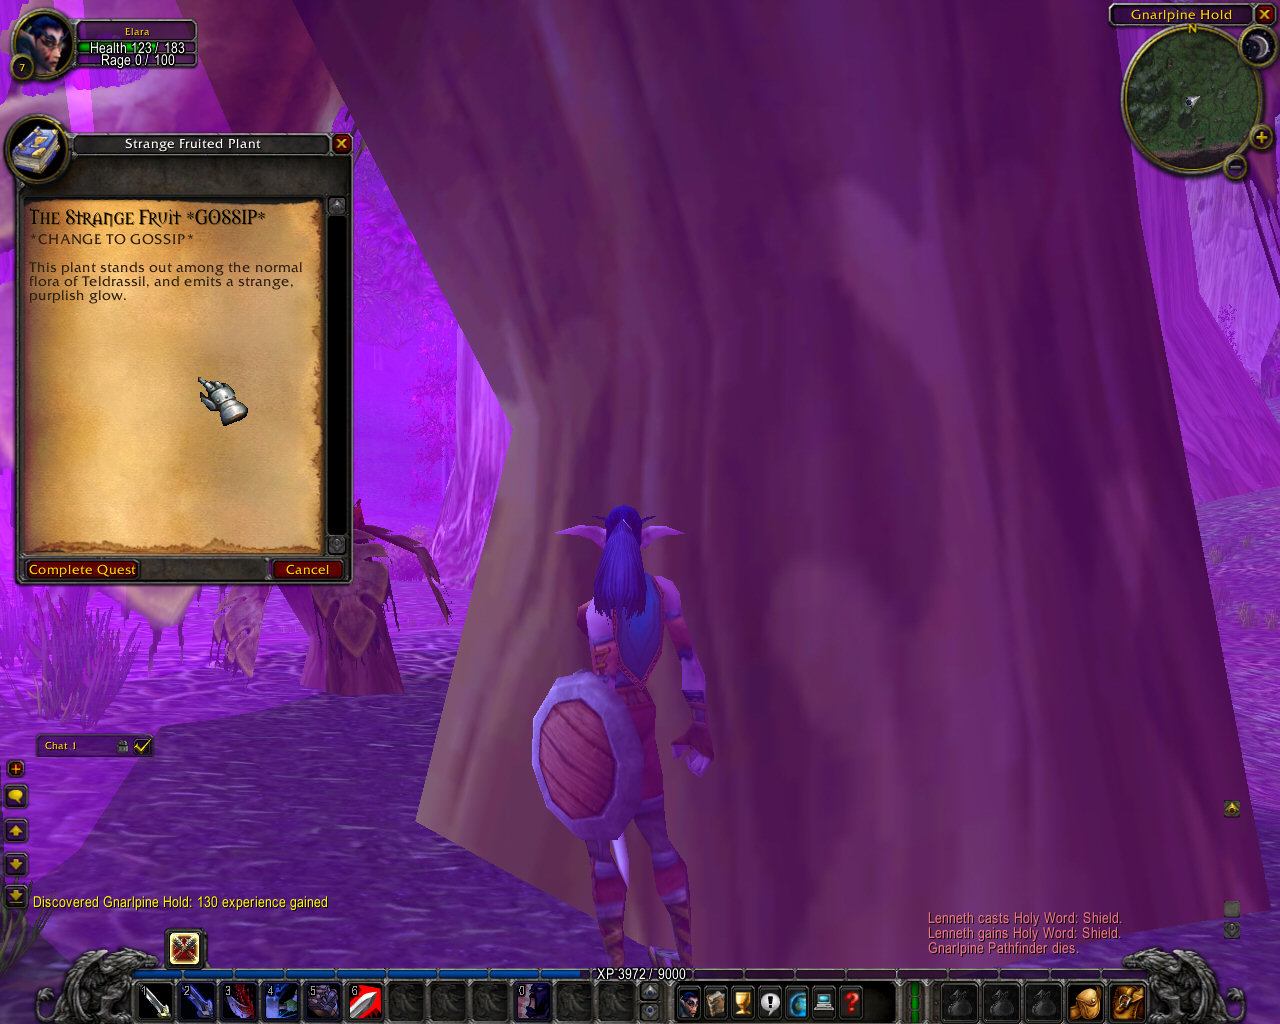 Elara
Health 123 / 183
Rage 0 / 100
7
Gnarlpine Hold
N
Strange Fruited Plant
The Strange Fruit *GOSSIP*
*CHANGE TO GOSSIP*
This plant stands out among the normal
flora of Teldrassil, and emits a strange,
purplish glow.
Complete Quest
Cancel
Chat 1
Discovered Gnarlpine Hold: 130 experience gained
Lenneth casts Holy Word: Shield.
Lenneth gains Holy Word: Shield.
Gnarlpine Pathfinder dies.
XP 3972 / 9000
1 2 3 4 5 6 0